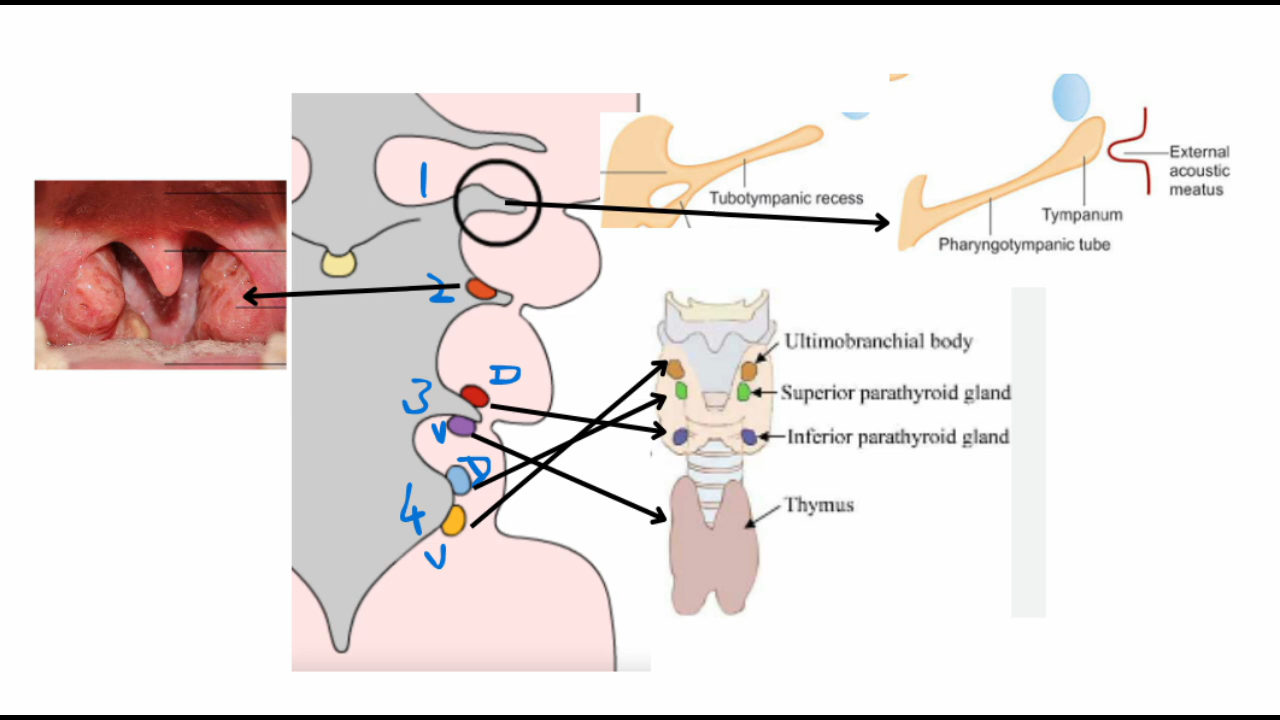 1
2
3
D
V
D
4
V
Tubotympanic recess
External
acoustic
meatus
Tympanum
Pharyngotympanic tube
Ultimobranchial body
Superior parathyroid gland
Inferior parathyroid gland
Thymus